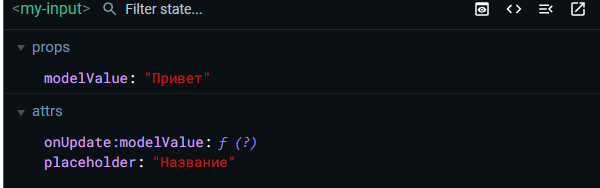 <my-input> Filter state...
props
modelValue: "Привет"
attrs
onUpdate:modelValue: ƒ (?)
placeholder: "Название"